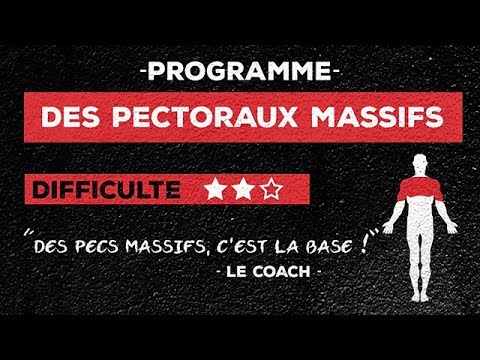 -PROGRAMME-
DES PECTORAUX MASSIFS
DIFFICULTE
"DES PECS MASSIFS, C'EST LA BASE !"
- LE COACH -